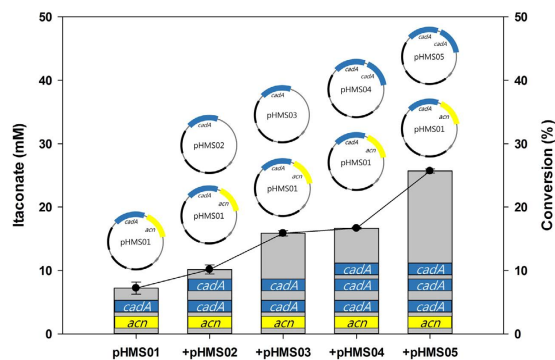 Itaconate (mM)
Conversion (%)
50
40
30
20
10
0
50
40
30
20
10
0
cadA
acn
pHMS01
cadA
pHMS02
cadA
acn
pHMS01
cadA
pHMS03
cadA
acn
pHMS01
cadA
cadA
pHMS04
cadA
acn
pHMS01
cadA
cadA
pHMS05
cadA
acn
pHMS01
cadA
acn
cadA
cadA
acn
cadA
cadA
acn
cadA
cadA
cadA
acn
cadA
cadA
cadA
acn
pHMS01
+pHMS02
+pHMS03
+pHMS04
+pHMS05